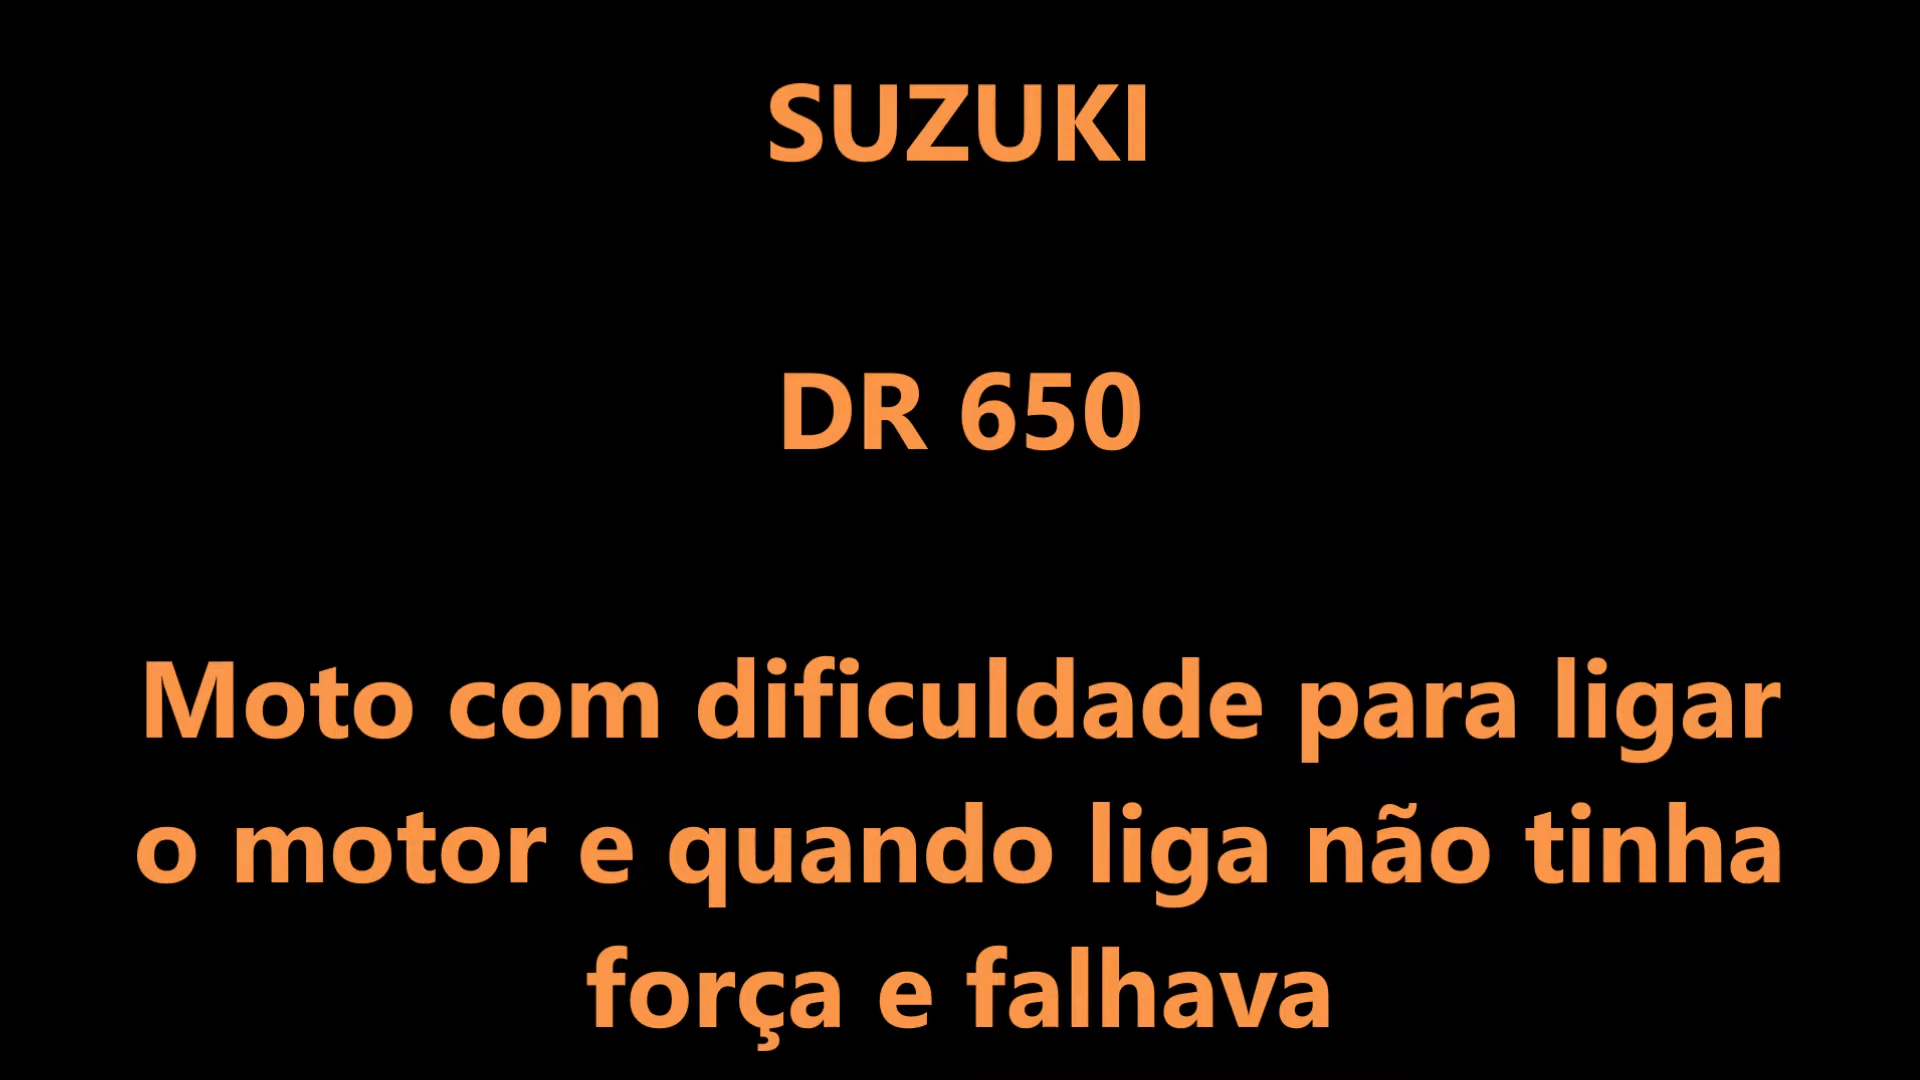 SUZUKI
DR 650
Moto com dificuldade para ligar
o motor e quando liga não tinha
força e falhava